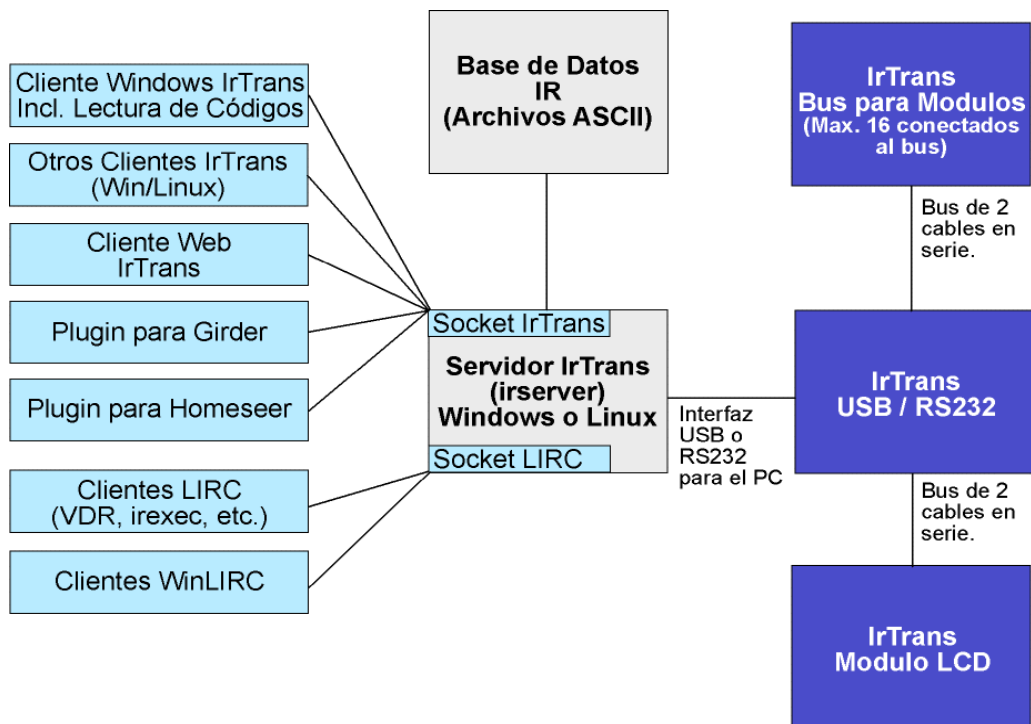 Cliente Windows IrTrans
Incl. Lectura de Códigos
Otros Clientes IrTrans
(Win/Linux)
Cliente Web
IrTrans
Plugin para Girder
Plugin para Homeseer
Clientes LIRC
(VDR, irexec, etc.)
Clientes WinLIRC
Base de Datos
IR
(Archivos ASCII)
Socket IrTrans
Servidor IrTrans
(irserver)
Windows o Linux
Socket LIRC
Interfaz
USB o
RS232
para el PC
IrTrans
Bus para Modulos
(Max. 16 conectados
al bus)
Bus de 2
cables en
serie.
IrTrans
USB / RS232
Bus de 2
cables en
serie.
IrTrans
Modulo LCD